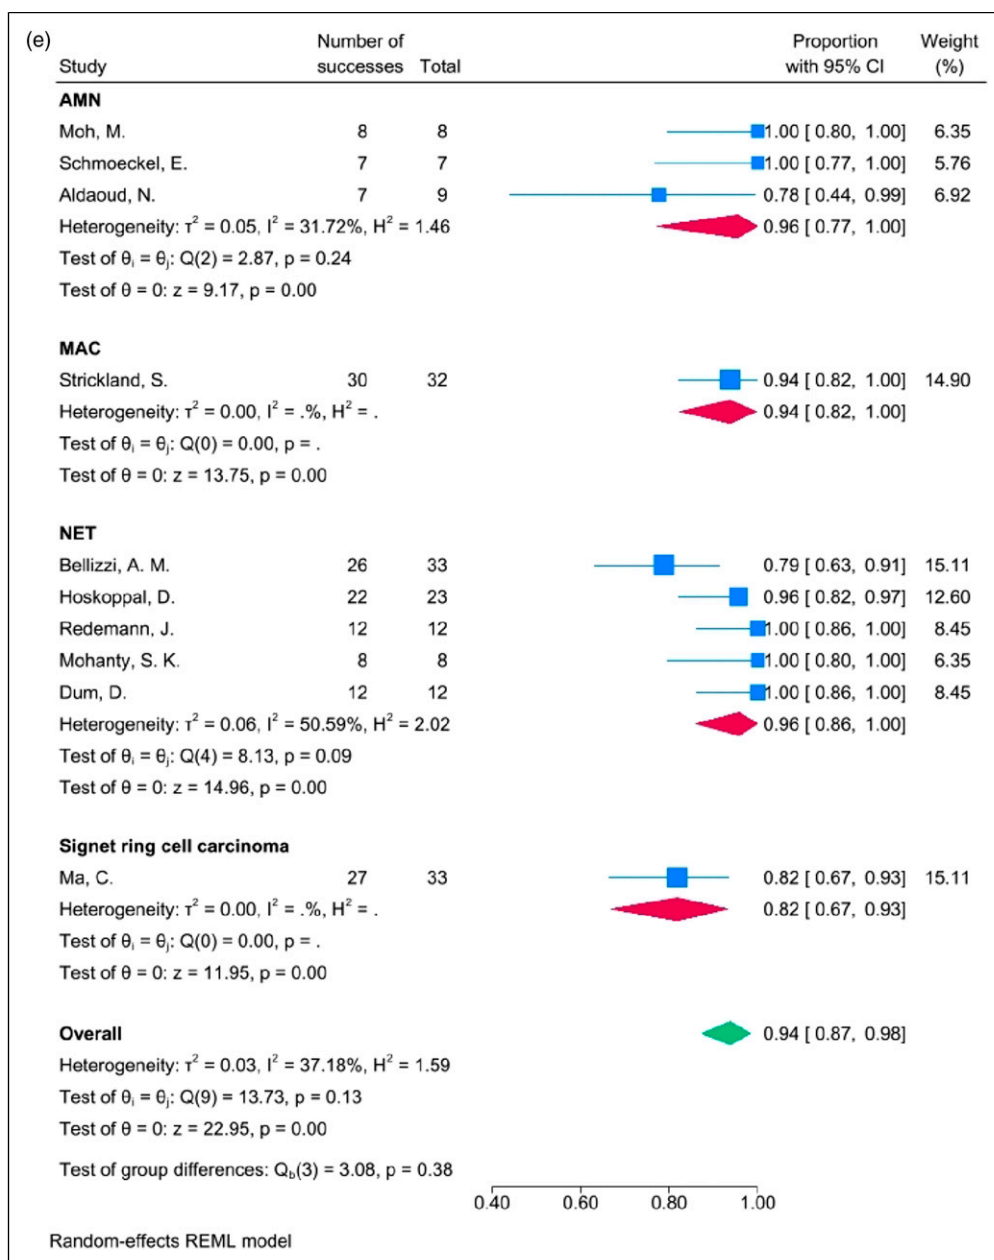 (e)
Number of Proportion Weight
Study successes Total with 95% CI (%)
AMN
Moh, M. 8 8 1.00 [ 0.80, 1.00] 6.35
Schmoeckel, E. 7 7 1.00 [ 0.77, 1.00] 5.76
Aldaoud, N. 7 9 0.78 [ 0.44, 0.99] 6.92
Heterogeneity: τ² = 0.05, I² = 31.72%, H² = 1.46 0.96 [ 0.77, 1.00]
Test of θᵢ = θⱼ: Q(2) = 2.87, p = 0.24
Test of θ = 0: z = 9.17, p = 0.00
MAC
Strickland, S. 30 32 0.94 [ 0.82, 1.00] 14.90
Heterogeneity: τ² = 0.00, I² = .%, H² = . 0.94 [ 0.82, 1.00]
Test of θᵢ = θⱼ: Q(0) = 0.00, p = .
Test of θ = 0: z = 13.75, p = 0.00
NET
Bellizzi, A. M. 26 33 0.79 [ 0.63, 0.91] 15.11
Hoskoppal, D. 22 23 0.96 [ 0.82, 0.97] 12.60
Redemann, J. 12 12 1.00 [ 0.86, 1.00] 8.45
Mohanty, S. K. 8 8 1.00 [ 0.80, 1.00] 6.35
Dum, D. 12 12 1.00 [ 0.86, 1.00] 8.45
Heterogeneity: τ² = 0.06, I² = 50.59%, H² = 2.02 0.96 [ 0.86, 1.00]
Test of θᵢ = θⱼ: Q(4) = 8.13, p = 0.09
Test of θ = 0: z = 14.96, p = 0.00
Signet ring cell carcinoma
Ma, C. 27 33 0.82 [ 0.67, 0.93] 15.11
Heterogeneity: τ² = 0.00, I² = .%, H² = . 0.82 [ 0.67, 0.93]
Test of θᵢ = θⱼ: Q(0) = 0.00, p = .
Test of θ = 0: z = 11.95, p = 0.00
Overall 0.94 [ 0.87, 0.98]
Heterogeneity: τ² = 0.03, I² = 37.18%, H² = 1.59
Test of θᵢ = θⱼ: Q(9) = 13.73, p = 0.13
Test of θ = 0: z = 22.95, p = 0.00
Test of group differences: Q_b(3) = 3.08, p = 0.38
0.40 0.60 0.80 1.00
Random-effects REML model